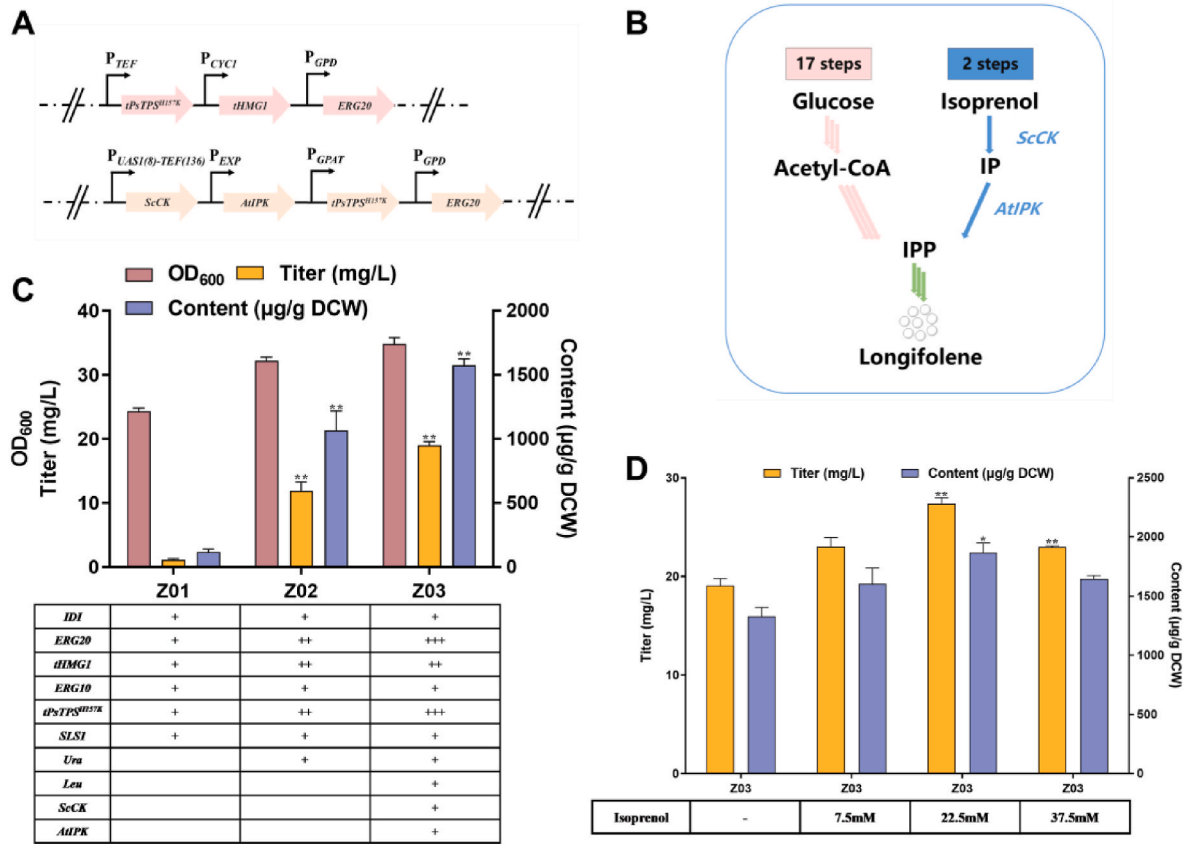 A
P_TEF P_CYC1 P_GPD
tPsTPS^H157K tHMG1 ERG20
P_UAS1(8)-TEF(136) P_EXP P_GPAT P_GPD
ScCK AtIPK tPsTPS^H157K ERG20
B
17 steps 2 steps
Glucose Isoprenol
ScCK
Acetyl-CoA IP
AtIPK
IPP
Longifolene
C
OD600 Titer (mg/L)
Content (μg/g DCW)
OD600
Titer (mg/L)
Content (μg/g DCW)
40 2000
30 1500
20 1000
10 500
0 0
** ** ** **
Z01 Z02 Z03
IDI + + +
ERG20 + ++ +++
tHMG1 + ++ ++
ERG10 + + +
tPsTPS^H157K + ++ +++
SLS1 + + +
Ura + +
Leu +
ScCK +
AtIPK +
D
Titer (mg/L) Content (μg/g DCW)
Titer (mg/L)
Content (μg/g DCW)
30
20
10
0
2500
2000
1500
1000
500
0
** * **
Z03 Z03 Z03 Z03
Isoprenol - 7.5mM 22.5mM 37.5mM